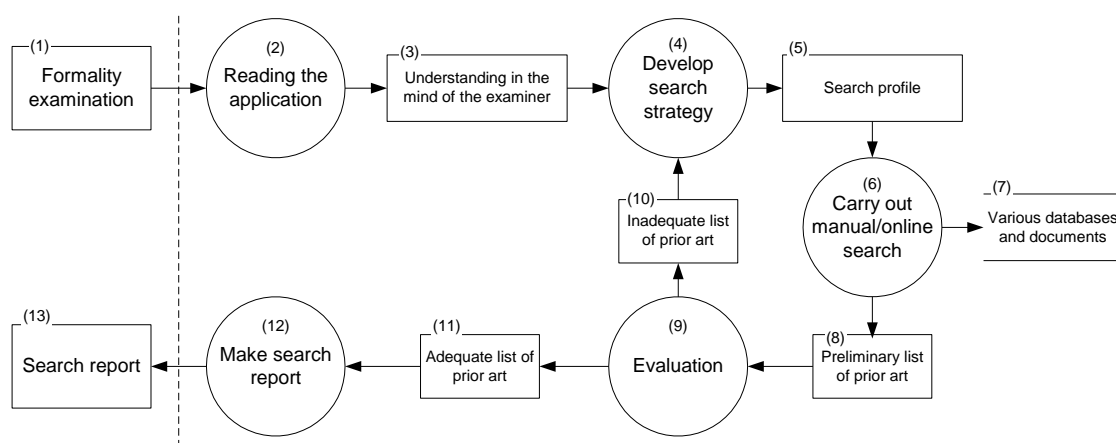 (1)
Formality
examination
(2)
Reading the
application
(3)
Understanding in the
mind of the examiner
(4)
Develop
search
strategy
(5)
Search profile
(6)
Carry out
manual/online
search
(7)
Various databases
and documents
(10)
Inadequate list
of prior art
(13)
Search report
(12)
Make search
report
(11)
Adequate list of
prior art
(9)
Evaluation
(8)
Preliminary list
of prior art